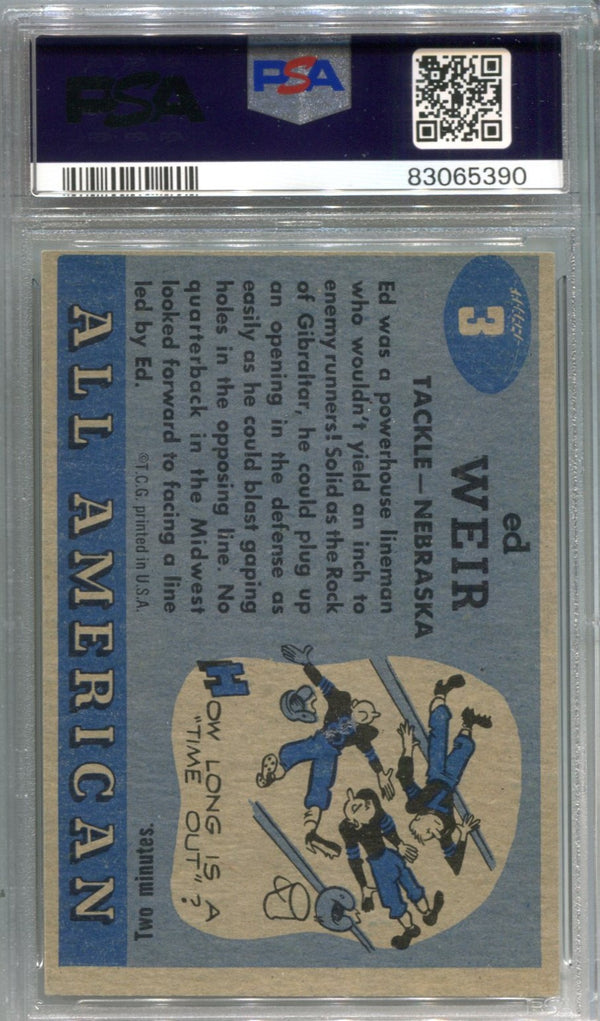 PSA
PSA
83065390
3
ed
WEIR
TACKLE—NEBRASKA
Ed was a powerhouse lineman
who wouldn't yield an inch to
enemy runners! Solid as the Rock
of Gibraltar, he could plug up
an opening in the defense as
easily as he could blast gaping
holes in the opposing line. No
quarterback in the Midwest
looked forward to facing a line
led by Ed.
©T.C.G. printed in U.S.A.
HOW LONG IS A
"TIME OUT"?
Two minutes.
ALL AMERICAN